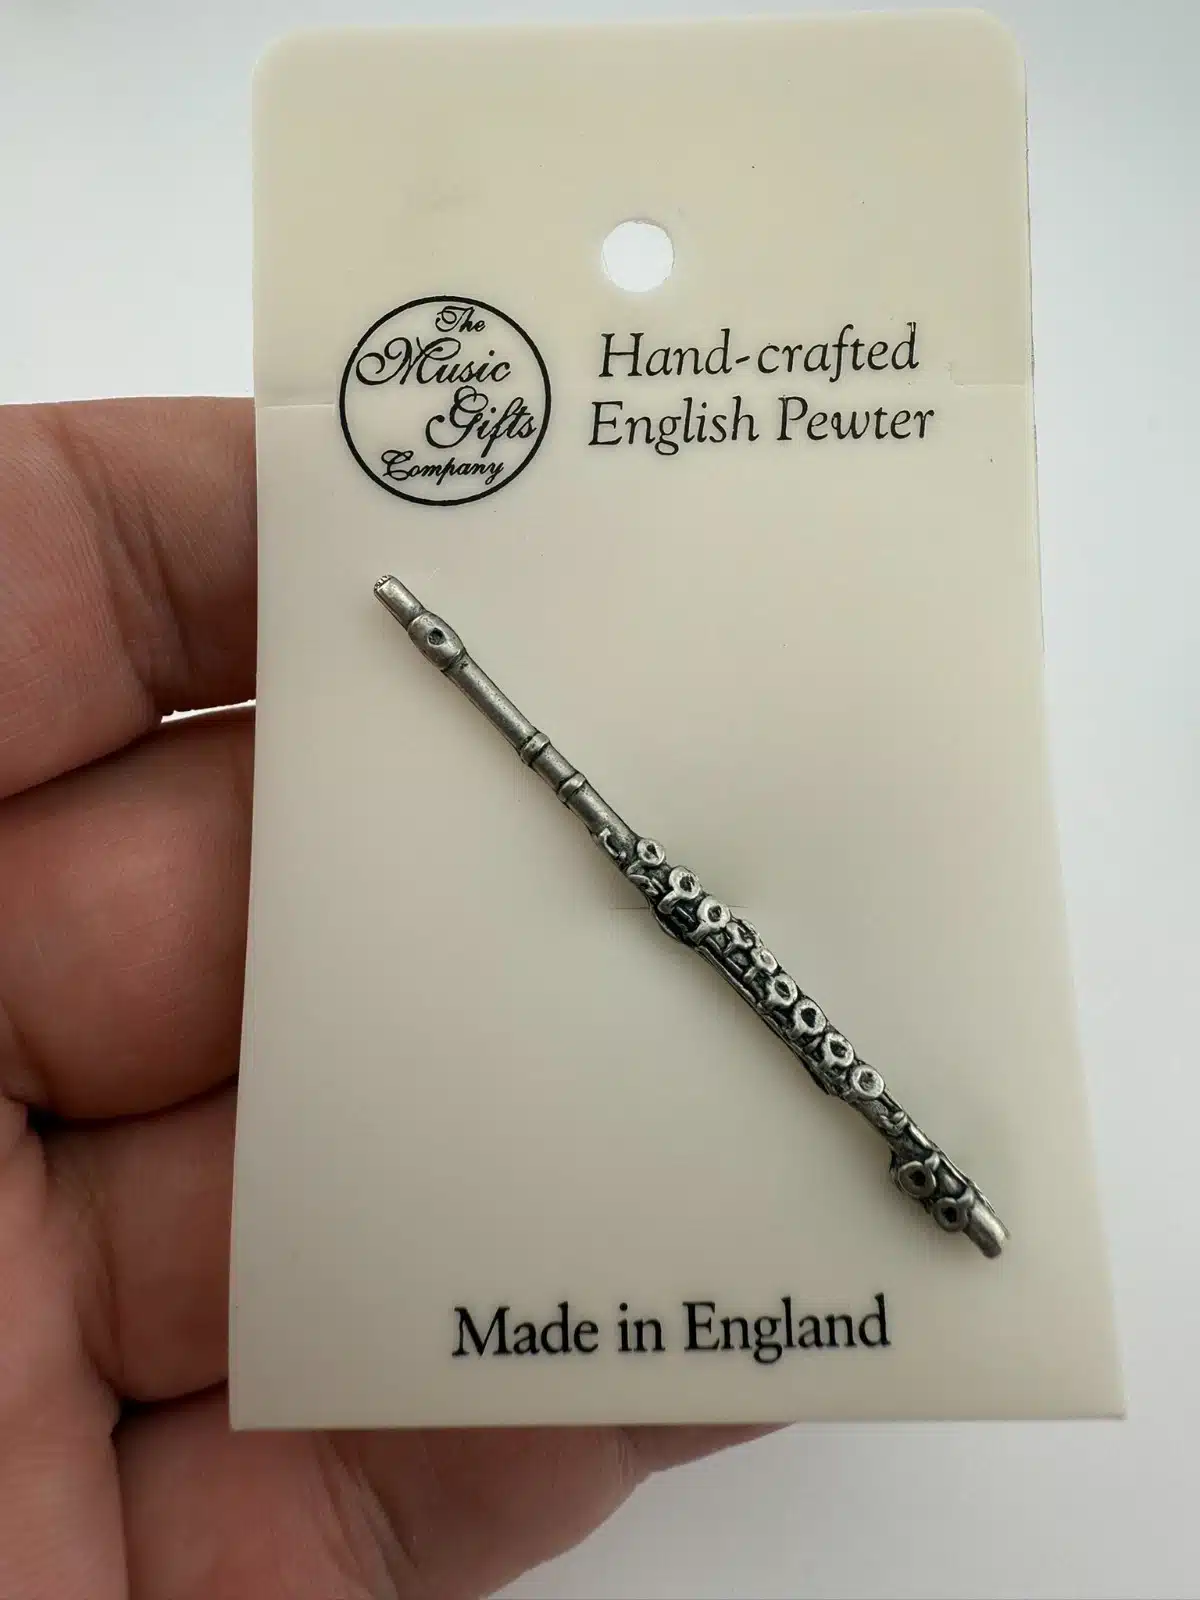 The
Music
Gifts
Company
Hand-crafted
English Pewter
Made in England